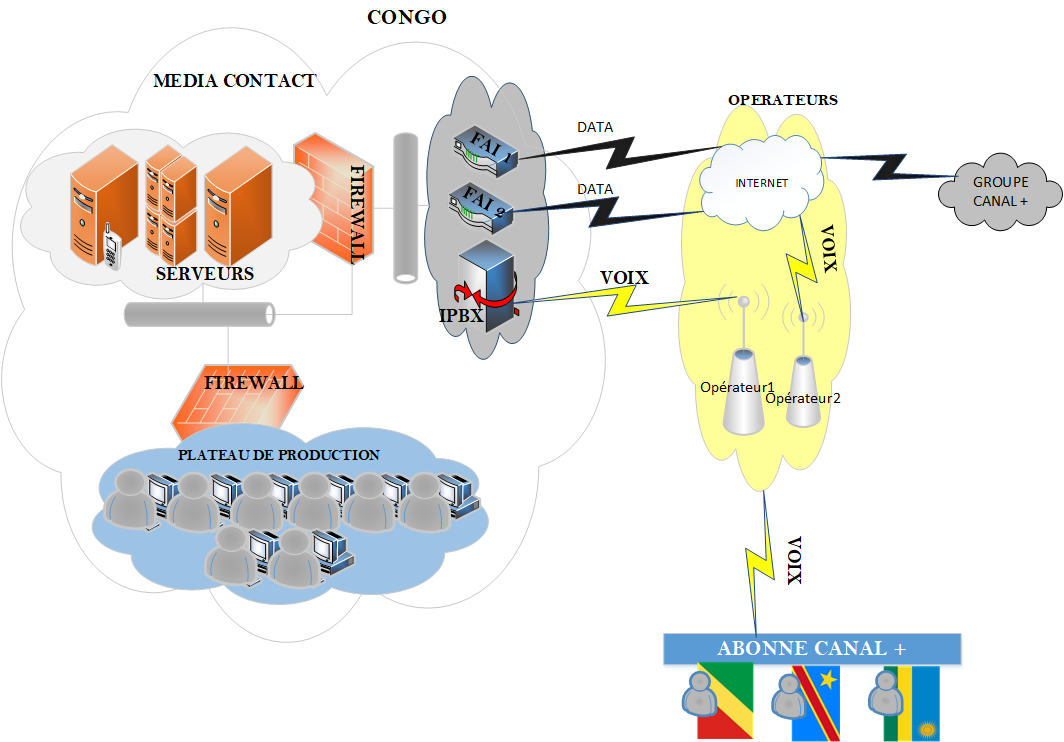 CONGO
MEDIA CONTACT
OPERATEURS
DATA
FAI 1
FIREWALL
INTERNET
GROUPE
CANAL +
DATA
FAI 2
VOIX
SERVEURS
VOIX
IPBX
FIREWALL
Opérateur1
Opérateur2
PLATEAU DE PRODUCTION
VOIX
ABONNE CANAL +